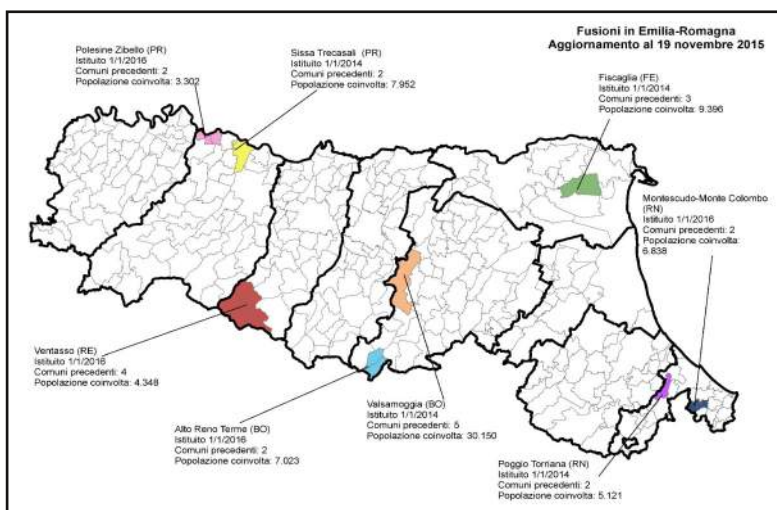 Fusioni in Emilia-Romagna
Aggiornamento al 19 novembre 2015
Polesine Zibello (PR)
Istituito 1/1/2016
Comuni precedenti: 2
Popolazione coinvolta: 3.302
Sissa Trecasali (PR)
Istituito 1/1/2014
Comuni precedenti: 2
Popolazione coinvolta: 7.952
Fiscaglia (FE)
Istituito 1/1/2014
Comuni precedenti: 3
Popolazione coinvolta: 9.396
Montescudo-Monte Colombo
(RN)
Istituito 1/1/2016
Comuni precedenti: 2
Popolazione coinvolta:
6.838
Ventasso (RE)
Istituito 1/1/2016
Comuni precedenti: 4
Popolazione coinvolta: 4.348
Alto Reno Terme (BO)
Istituito 1/1/2016
Comuni precedenti: 2
Popolazione coinvolta: 7.023
Valsamoggia (BO)
Istituito 1/1/2014
Comuni precedenti: 5
Popolazione coinvolta: 30.150
Poggio Torriana (RN)
Istituito 1/1/2014
Comuni precedenti: 2
Popolazione coinvolta: 5.121